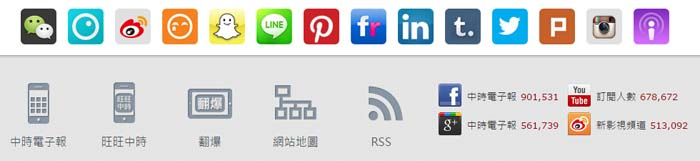 LINE
fr
in
t.
P
旺旺
中時
翻爆
中時電子報
旺旺中時
翻爆
網站地圖
RSS
f 中時電子報 901,531
You Tube 訂閱人數 678,672
g+ 中時電子報 561,739
新影視頻道 513,092